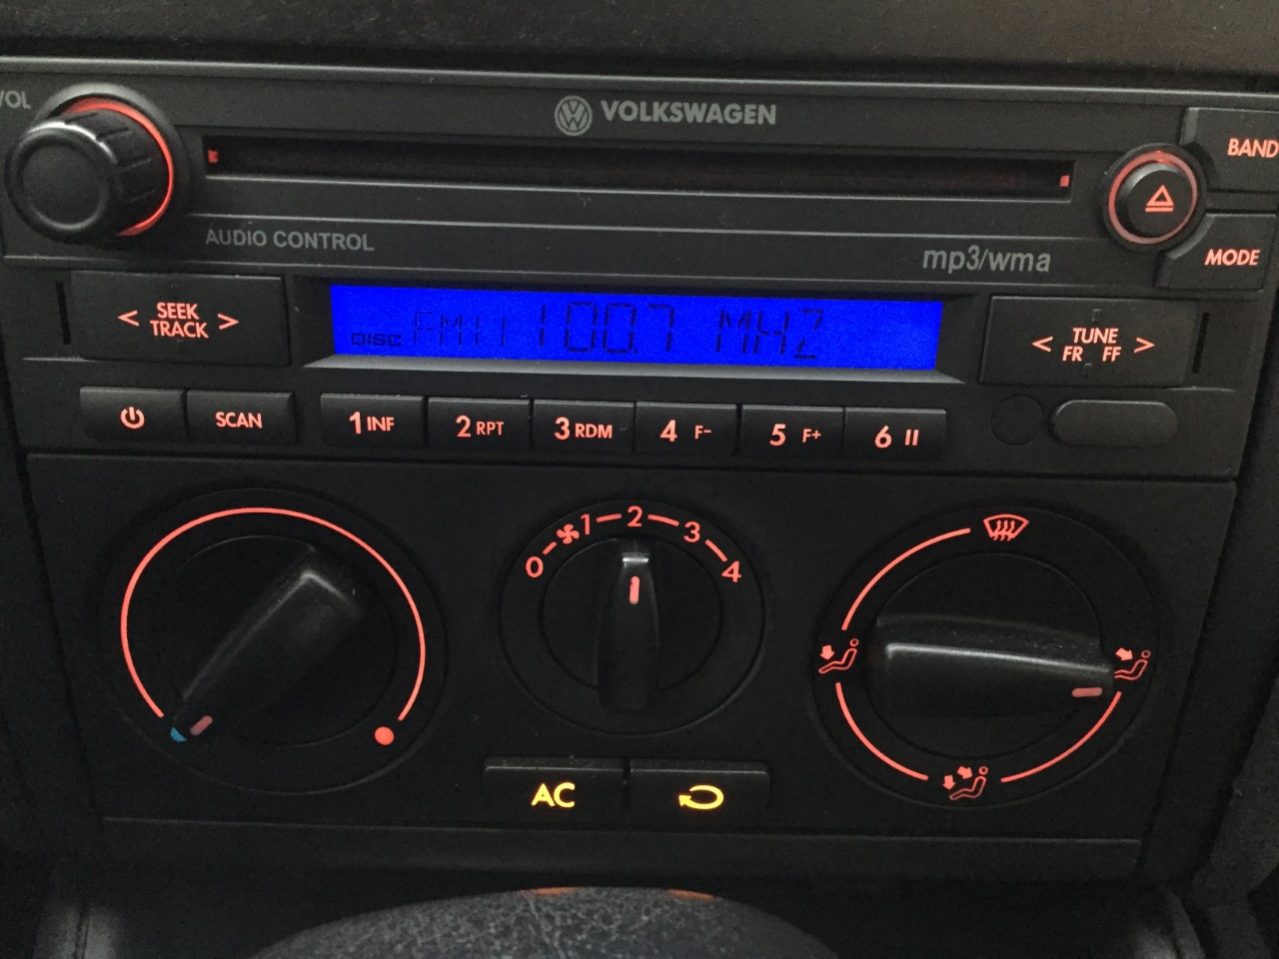 VOL
VOLKSWAGEN
BAND
AUDIO CONTROL
mp3/wma
MODE
< SEEK TRACK >
DISC FM1 1 100.7 MHZ
< TUNE FR FF >
SCAN
1 INF
2 RPT
3 RDM
4 F-
5 F+
6 II
0 1 2 3 4
AC